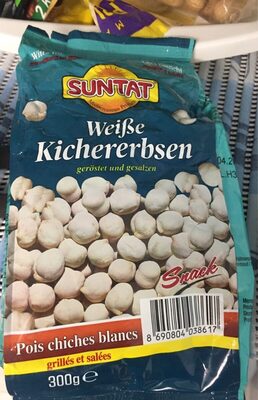 SUNTAT
Weiße
Kichererbsen
geröstet und gesalzen
Snack
Pois chiches blancs
grillés et salées
300g e
8 690804 038617